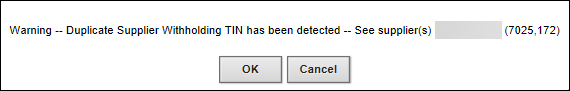 Warning -- Duplicate Supplier Withholding TIN has been detected -- See supplier(s) (7025,172)
OK Cancel